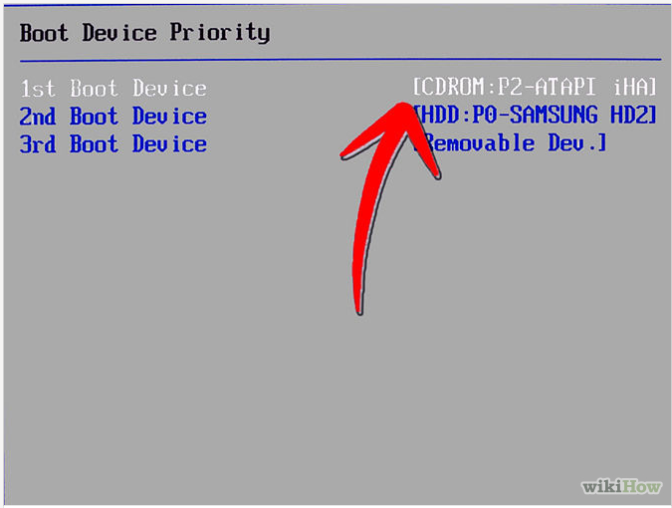 Boot Device Priority
1st Boot Device [CDROM:P2-ATAPI iHA]
2nd Boot Device [HDD:P0-SAMSUNG HD2]
3rd Boot Device [Removable Dev.]
wikiHow